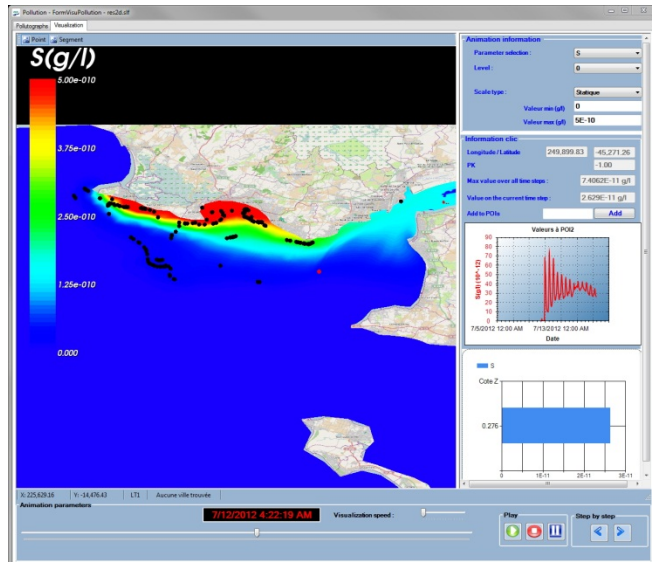 Pollution - FormVisuPollution - res2d.slf
Pollutographs Visualization
Point Segment
S(g/l)
5.00e-010
3.75e-010
2.50e-010
1.25e-010
0.000
Animation information
Parameter selection : S
Level : 0
Scale type : Statique
Valeur min (g/l) 0
Valeur max (g/l) 5E-10
Information clic
Longitude / Latitude 249,899.83 -45,271.26
PK -1.00
Max value over all time steps : 7.4062E-11 g/l
Value on the current time step : 2.629E-11 g/l
Add to POIs Add
Valeurs à POI2
S(g/l) (10^-12)
90
80
70
60
50
40
30
20
10
0
7/5/2012 12:00 AM 7/13/2012 12:00 AM
Date
S
Cote Z
0.276
0 1E-11 2E-11 3E-11
X: 225,629.16 Y: -14,476.43 LT1 Aucune ville trouvée
Animation parameters
7/12/2012 4:22:19 AM
Visualization speed :
Play
Step by step